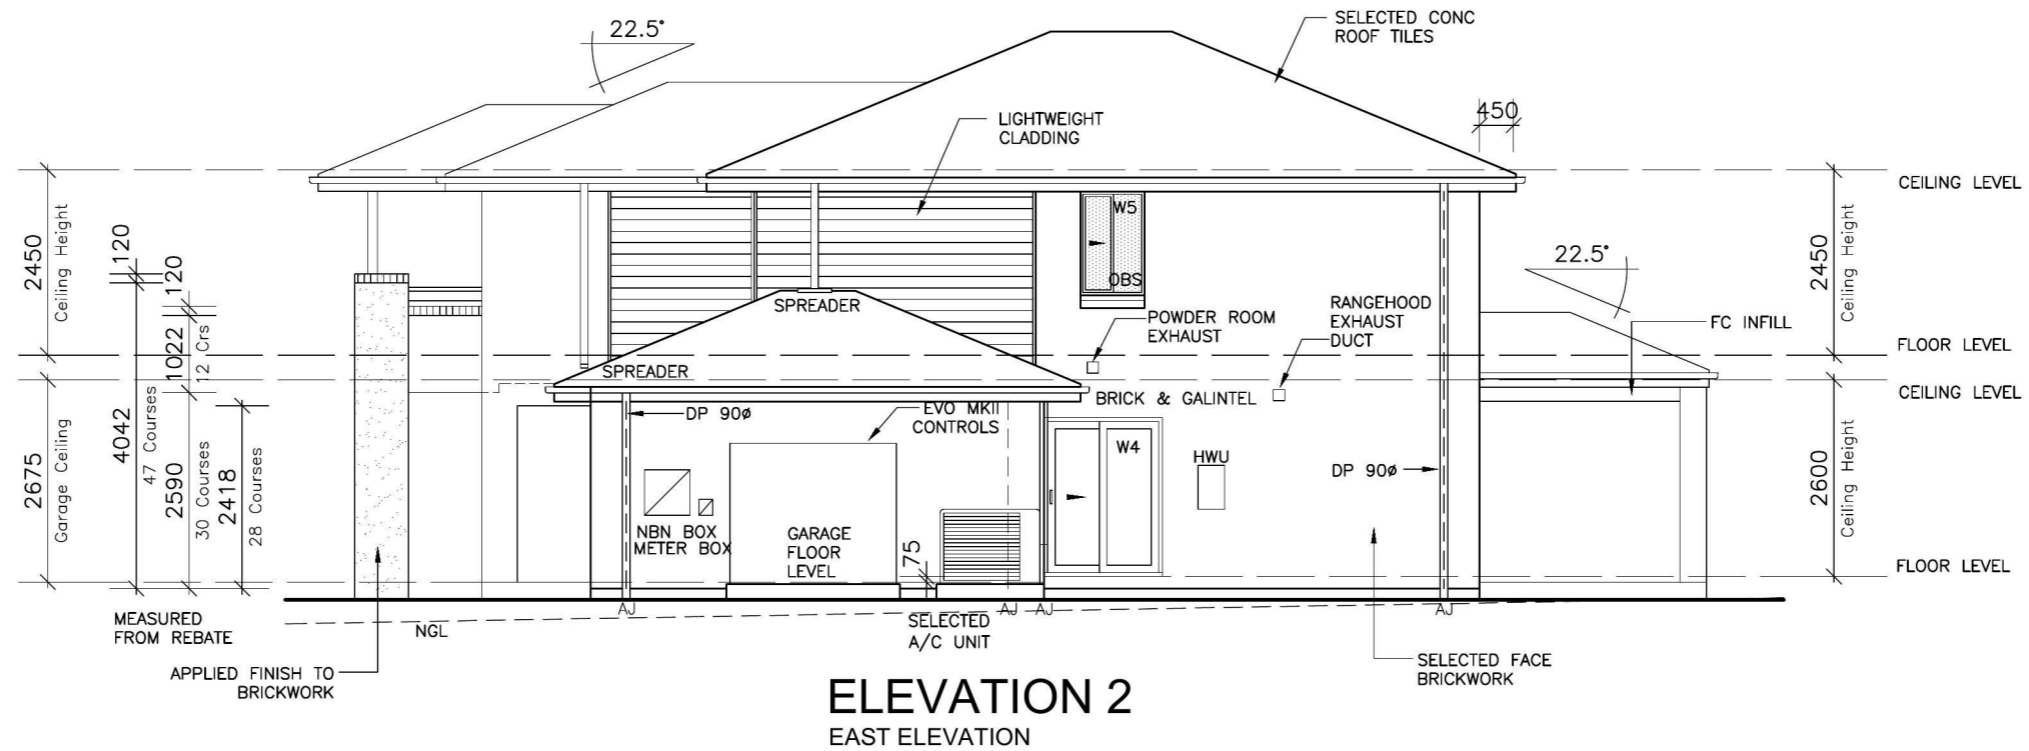 22.5°
SELECTED CONC
ROOF TILES
450
LIGHTWEIGHT
CLADDING
CEILING LEVEL
2450
Ceiling Height
120
120
1022
12 Crs
4042
47 Courses
2590
30 Courses
2418
28 Courses
2675
Garage Ceiling
W5
OBS
2450
Ceiling Height
22.5°
SPREADER
POWDER ROOM
EXHAUST
RANGEHOOD
EXHAUST
DUCT
FC INFILL
FLOOR LEVEL
SPREADER
CEILING LEVEL
DP 90ø
EVO MKII
CONTROLS
BRICK & GALINTEL
W4
HWU
DP 90ø
2600
Ceiling Height
NBN BOX
METER BOX
GARAGE
FLOOR
LEVEL
75
FLOOR LEVEL
MEASURED
FROM REBATE
NGL
AJ
AJ
AJ
AJ
SELECTED
A/C UNIT
APPLIED FINISH TO
BRICKWORK
SELECTED FACE
BRICKWORK
ELEVATION 2
EAST ELEVATION